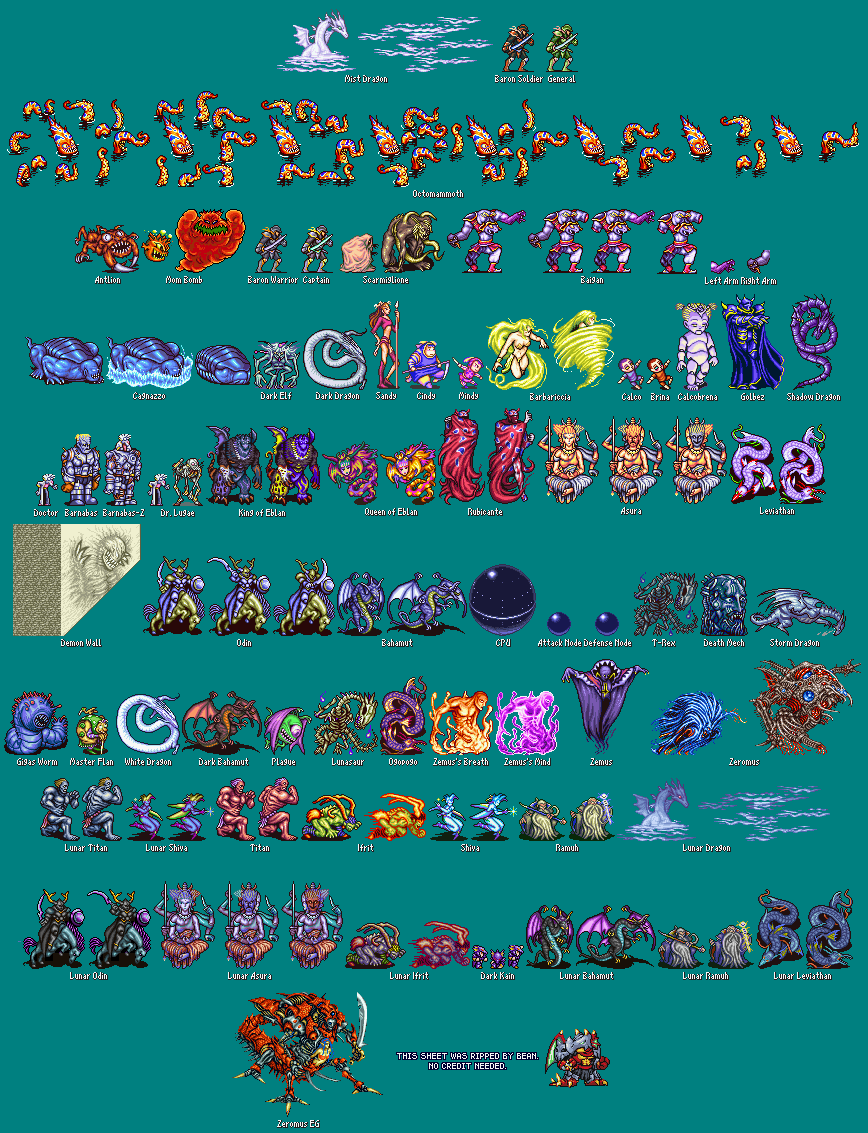 Mist Dragon
Baron Soldier General
Octomammoth
Antlion Mom Bomb Baron Warrior Captain Scarmiglione Baigan Left Arm Right Arm
Cagnazzo Dark Elf Dark Dragon Sandy Cindy Mindy Barbariccia Calco Brina Calcobrena Golbez Shadow Dragon
Doctor Barnabas Barnabas-Z Dr. Lugae King of Eblan Queen of Eblan Rubicante Asura Leviathan
Demon Wall Odin Bahamut CPU Attack Node Defense Node T-Rex Death Mech Storm Dragon
Gigas Worm Master Flan White Dragon Dark Bahamut Plague Lunasaur Ogopogo Zemus's Breath Zemus's Mind Zemus Zeromus
Lunar Titan Lunar Shiva Titan Ifrit Shiva Ramuh Lunar Dragon
Lunar Odin Lunar Asura Lunar Ifrit Dark Kain Lunar Bahamut Lunar Ramuh Lunar Leviathan
THIS SHEET WAS RIPPED BY BEAN.
NO CREDIT NEEDED.
Zeromus EG